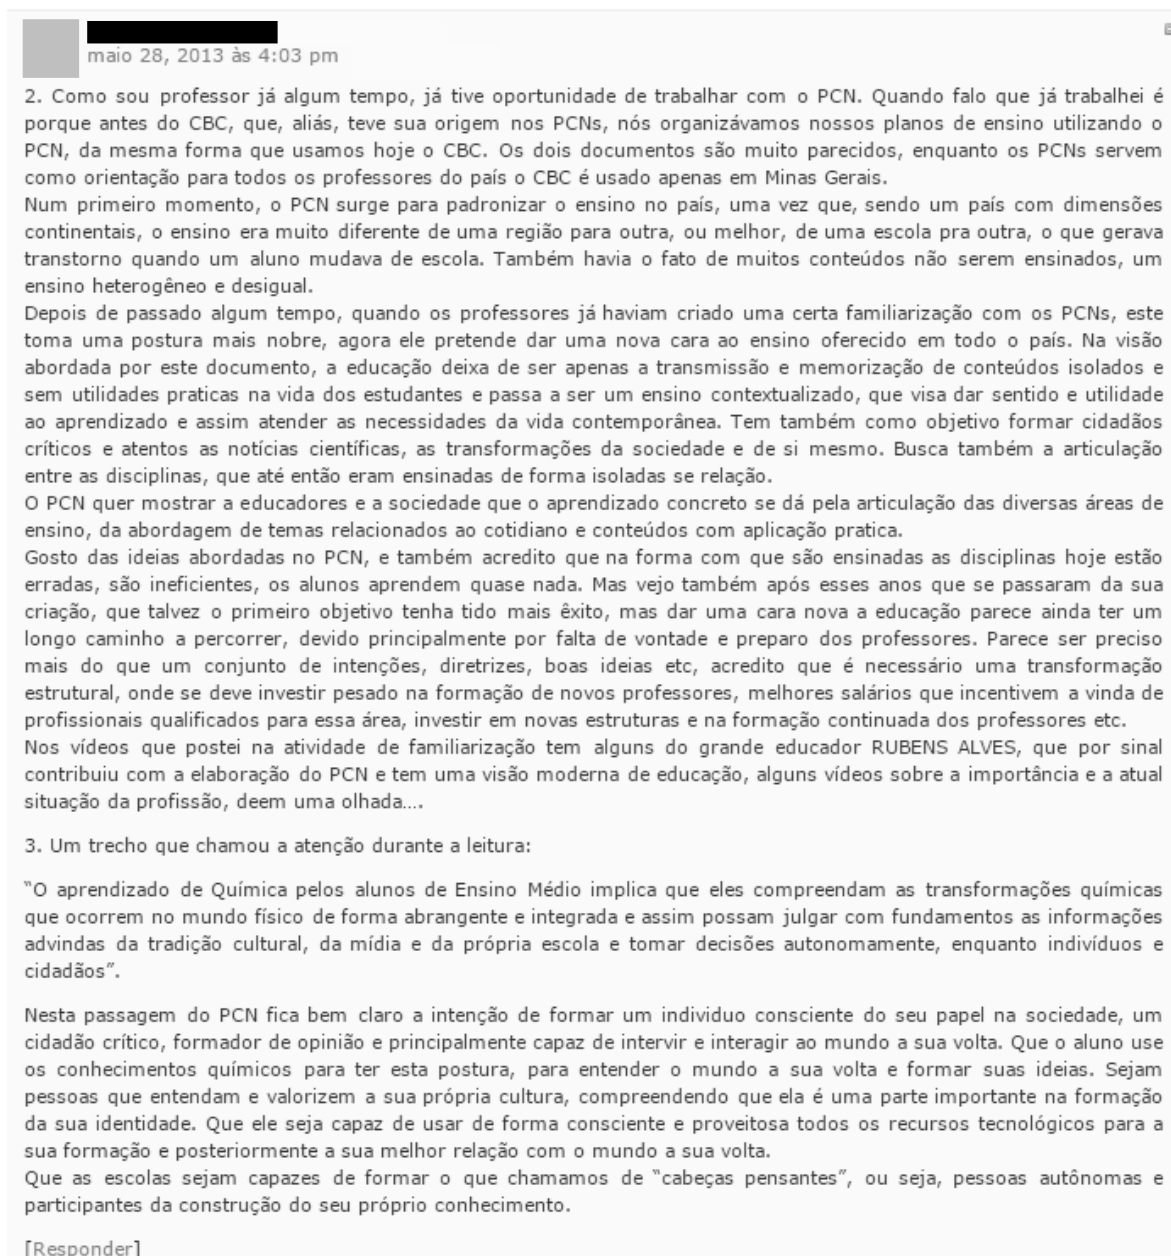 maio 28, 2013 às 4:03 pm
2. Como sou professor já algum tempo, já tive oportunidade de trabalhar com o PCN. Quando falo que já trabalhei é
porque antes do CBC, que, aliás, teve sua origem nos PCNs, nós organizávamos nossos planos de ensino utilizando o
PCN, da mesma forma que usamos hoje o CBC. Os dois documentos são muito parecidos, enquanto os PCNs servem
como orientação para todos os professores do país o CBC é usado apenas em Minas Gerais.
Num primeiro momento, o PCN surge para padronizar o ensino no país, uma vez que, sendo um país com dimensões
continentais, o ensino era muito diferente de uma região para outra, ou melhor, de uma escola pra outra, o que gerava
transtorno quando um aluno mudava de escola. Também havia o fato de muitos conteúdos não serem ensinados, um
ensino heterogêneo e desigual.
Depois de passado algum tempo, quando os professores já haviam criado uma certa familiarização com os PCNs, este
toma uma postura mais nobre, agora ele pretende dar uma nova cara ao ensino oferecido em todo o país. Na visão
abordada por este documento, a educação deixa de ser apenas a transmissão e memorização de conteúdos isolados e
sem utilidades praticas na vida dos estudantes e passa a ser um ensino contextualizado, que visa dar sentido e utilidade
ao aprendizado e assim atender as necessidades da vida contemporânea. Tem também como objetivo formar cidadãos
críticos e atentos as notícias científicas, as transformações da sociedade e de si mesmo. Busca também a articulação
entre as disciplinas, que até então eram ensinadas de forma isoladas se relação.
O PCN quer mostrar a educadores e a sociedade que o aprendizado concreto se dá pela articulação das diversas áreas de
ensino, da abordagem de temas relacionados ao cotidiano e conteúdos com aplicação pratica.
Gosto das ideias abordadas no PCN, e também acredito que na forma com que são ensinadas as disciplinas hoje estão
erradas, são ineficientes, os alunos aprendem quase nada. Mas vejo também após esses anos que se passaram da sua
criação, que talvez o primeiro objetivo tenha tido mais êxito, mas dar uma cara nova a educação parece ainda ter um
longo caminho a percorrer, devido principalmente por falta de vontade e preparo dos professores. Parece ser preciso
mais do que um conjunto de intenções, diretrizes, boas ideias etc, acredito que é necessário uma transformação
estrutural, onde se deve investir pesado na formação de novos professores, melhores salários que incentivem a vinda de
profissionais qualificados para essa área, investir em novas estruturas e na formação continuada dos professores etc.
Nos vídeos que postei na atividade de familiarização tem alguns do grande educador RUBENS ALVES, que por sinal
contribuiu com a elaboração do PCN e tem uma visão moderna de educação, alguns vídeos sobre a importância e a atual
situação da profissão, deem uma olhada....
3. Um trecho que chamou a atenção durante a leitura:
“O aprendizado de Química pelos alunos de Ensino Médio implica que eles compreendam as transformações químicas
que ocorrem no mundo físico de forma abrangente e integrada e assim possam julgar com fundamentos as informações
advindas da tradição cultural, da mídia e da própria escola e tomar decisões autonomamente, enquanto indivíduos e
cidadãos”.
Nesta passagem do PCN fica bem claro a intenção de formar um individuo consciente do seu papel na sociedade, um
cidadão crítico, formador de opinião e principalmente capaz de intervir e interagir ao mundo a sua volta. Que o aluno use
os conhecimentos químicos para ter esta postura, para entender o mundo a sua volta e formar suas ideias. Sejam
pessoas que entendam e valorizem a sua própria cultura, compreendendo que ela é uma parte importante na formação
da sua identidade. Que ele seja capaz de usar de forma consciente e proveitosa todos os recursos tecnológicos para a
sua formação e posteriormente a sua melhor relação com o mundo a sua volta.
Que as escolas sejam capazes de formar o que chamamos de “cabeças pensantes”, ou seja, pessoas autônomas e
participantes da construção do seu próprio conhecimento.
[Responder]